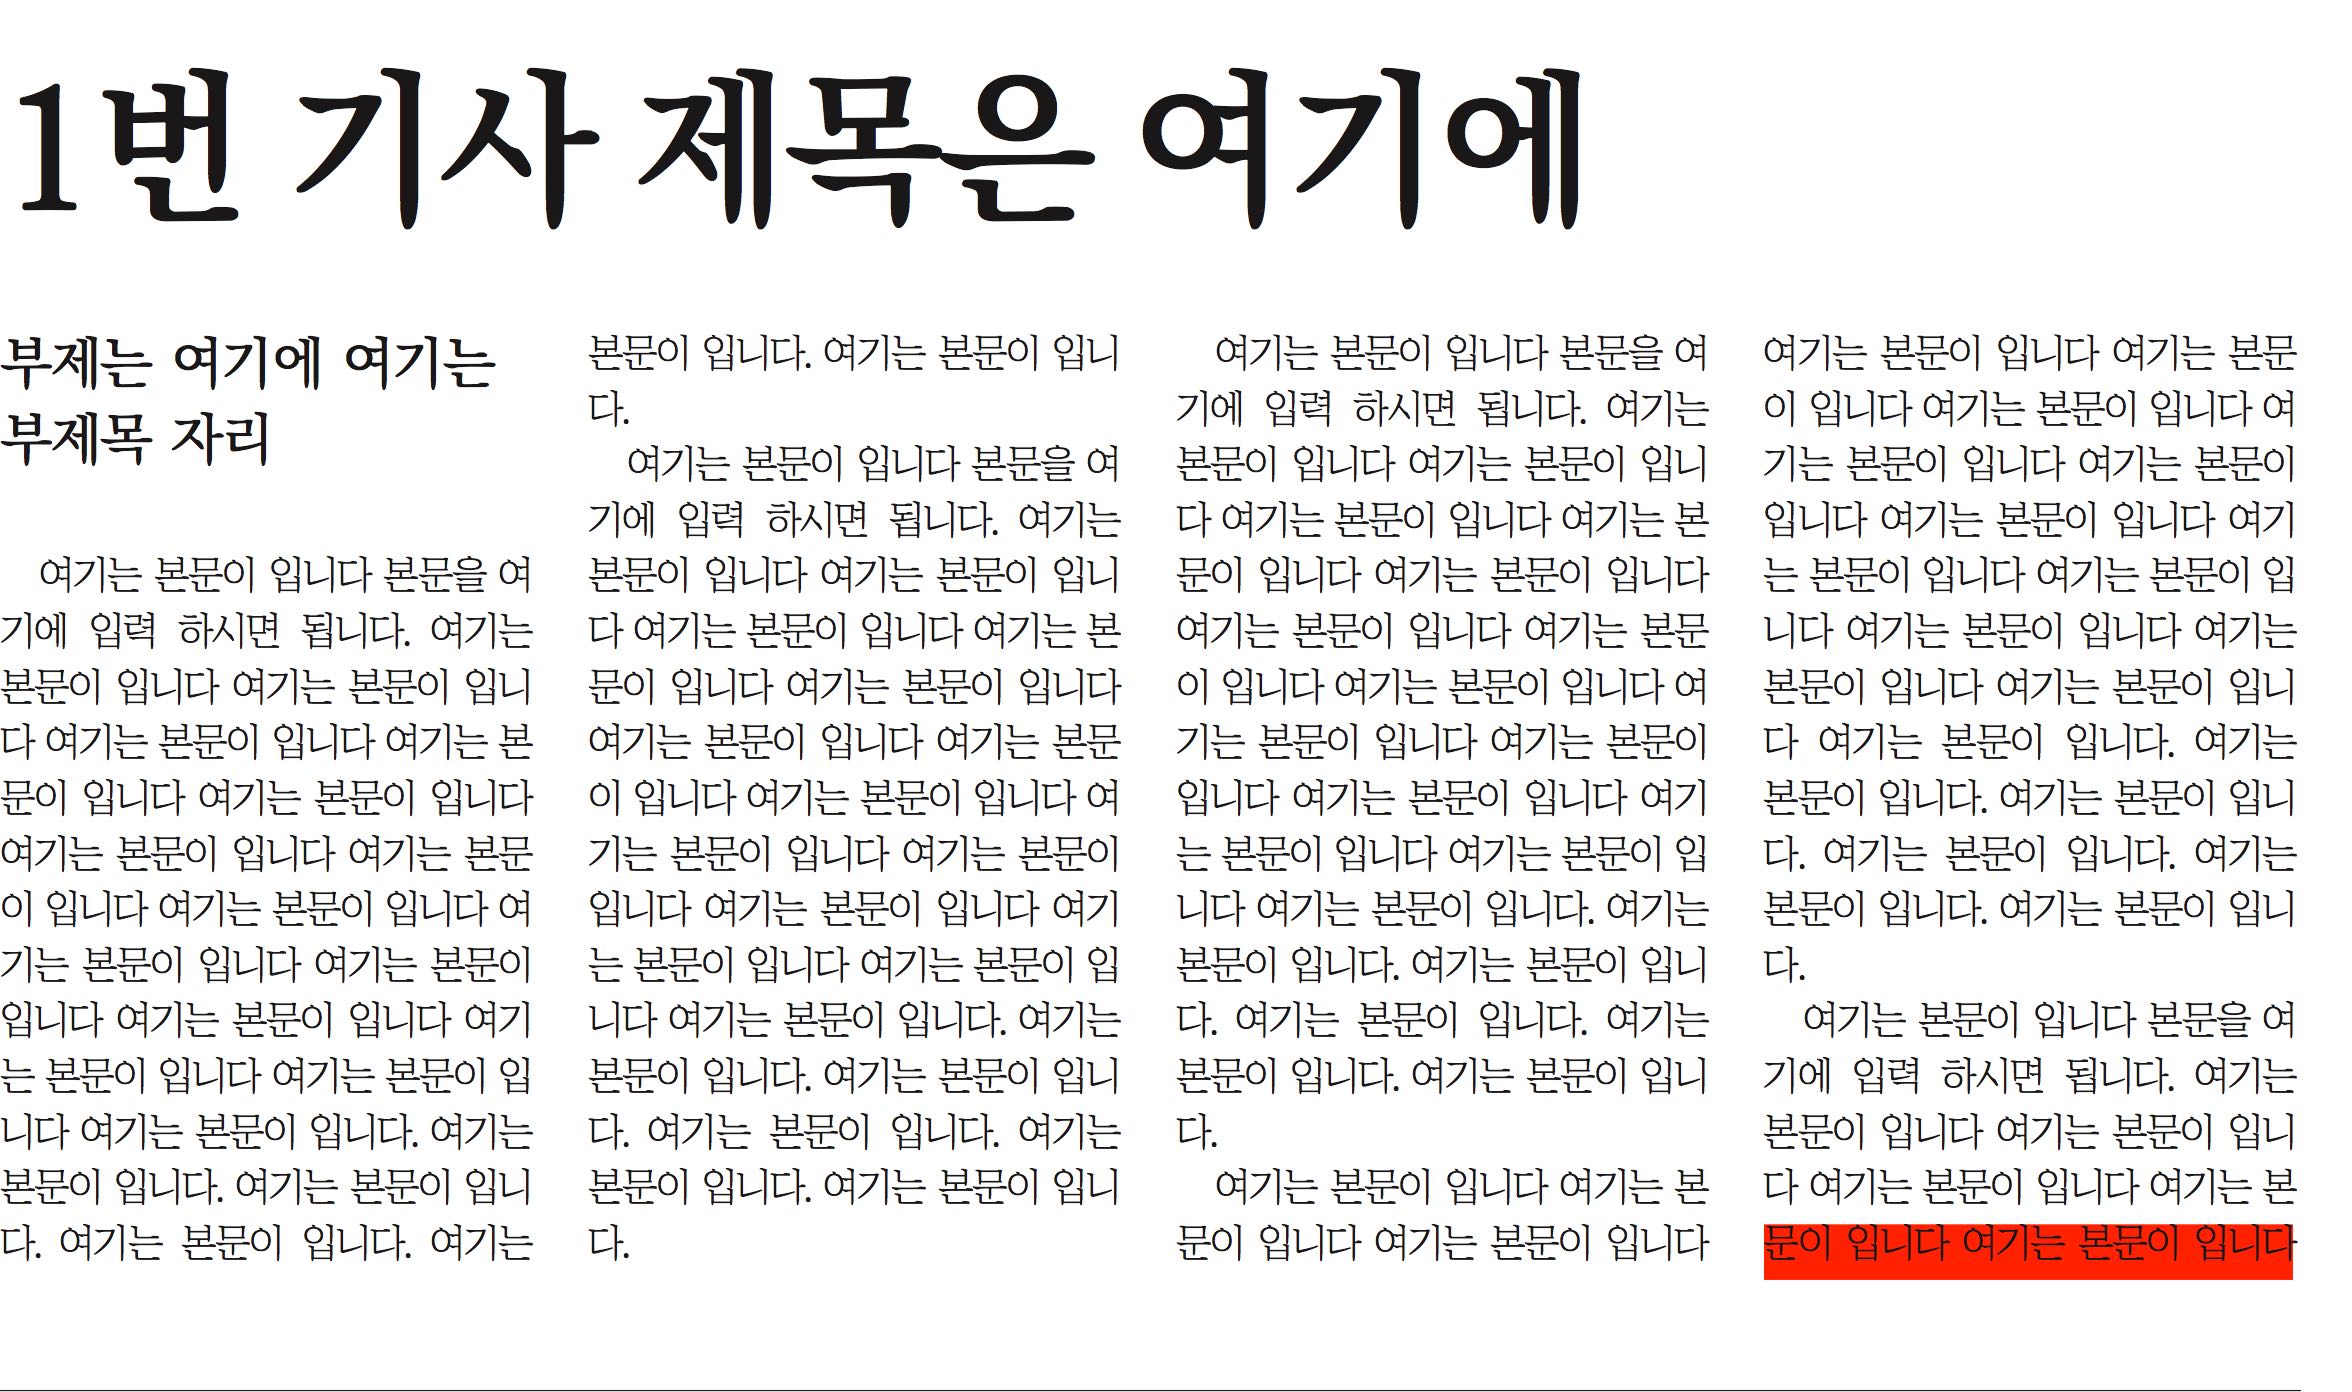 1번 기사 제목은 여기에
부제는 여기에 여기는
부제목 자리
여기는 본문이 입니다 본문을 여
기에 입력 하시면 됩니다. 여기는
본문이 입니다 여기는 본문이 입니
다 여기는 본문이 입니다 여기는 본
문이 입니다 여기는 본문이 입니다
여기는 본문이 입니다 여기는 본문
이 입니다 여기는 본문이 입니다 여
기는 본문이 입니다 여기는 본문이
입니다 여기는 본문이 입니다 여기
는 본문이 입니다 여기는 본문이 입
니다 여기는 본문이 입니다. 여기는
본문이 입니다. 여기는 본문이 입니
다. 여기는 본문이 입니다. 여기는
본문이 입니다. 여기는 본문이 입니
다.
여기는 본문이 입니다 본문을 여
기에 입력 하시면 됩니다. 여기는
본문이 입니다 여기는 본문이 입니
다 여기는 본문이 입니다 여기는 본
문이 입니다 여기는 본문이 입니다
여기는 본문이 입니다 여기는 본문
이 입니다 여기는 본문이 입니다 여
기는 본문이 입니다 여기는 본문이
입니다 여기는 본문이 입니다 여기
는 본문이 입니다 여기는 본문이 입
니다 여기는 본문이 입니다. 여기는
본문이 입니다. 여기는 본문이 입니
다. 여기는 본문이 입니다. 여기는
본문이 입니다. 여기는 본문이 입니
다.
여기는 본문이 입니다 본문을 여
기에 입력 하시면 됩니다. 여기는
본문이 입니다 여기는 본문이 입니
다 여기는 본문이 입니다 여기는 본
문이 입니다 여기는 본문이 입니다
여기는 본문이 입니다 여기는 본문
이 입니다 여기는 본문이 입니다 여
기는 본문이 입니다 여기는 본문이
입니다 여기는 본문이 입니다 여기
는 본문이 입니다 여기는 본문이 입
니다 여기는 본문이 입니다. 여기는
본문이 입니다. 여기는 본문이 입니
다. 여기는 본문이 입니다. 여기는
본문이 입니다. 여기는 본문이 입니
다.
여기는 본문이 입니다 여기는 본
문이 입니다 여기는 본문이 입니다
여기는 본문이 입니다 여기는 본문
이 입니다 여기는 본문이 입니다 여
기는 본문이 입니다 여기는 본문이
입니다 여기는 본문이 입니다 여기
는 본문이 입니다 여기는 본문이 입
니다 여기는 본문이 입니다 여기는
본문이 입니다 여기는 본문이 입니
다 여기는 본문이 입니다. 여기는
본문이 입니다. 여기는 본문이 입니
다. 여기는 본문이 입니다. 여기는
본문이 입니다. 여기는 본문이 입니
다.
여기는 본문이 입니다 본문을 여
기에 입력 하시면 됩니다. 여기는
본문이 입니다 여기는 본문이 입니
다 여기는 본문이 입니다 여기는 본
문이 입니다 여기는 본문이 입니다